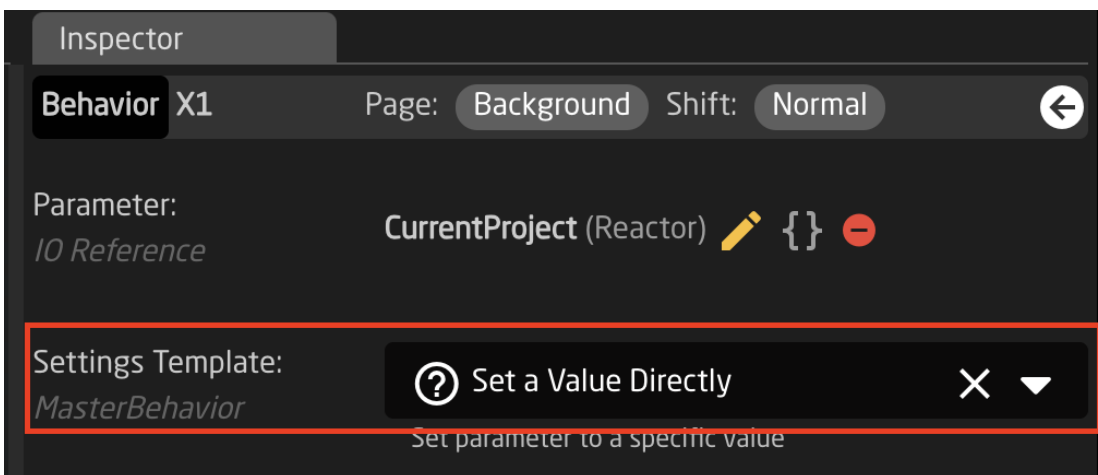 Inspector
Behavior X1 Page: Background Shift: Normal
Parameter:
IO Reference
CurrentProject (Reactor) {}
Settings Template:
MasterBehavior
Set a Value Directly
Set parameter to a specific value